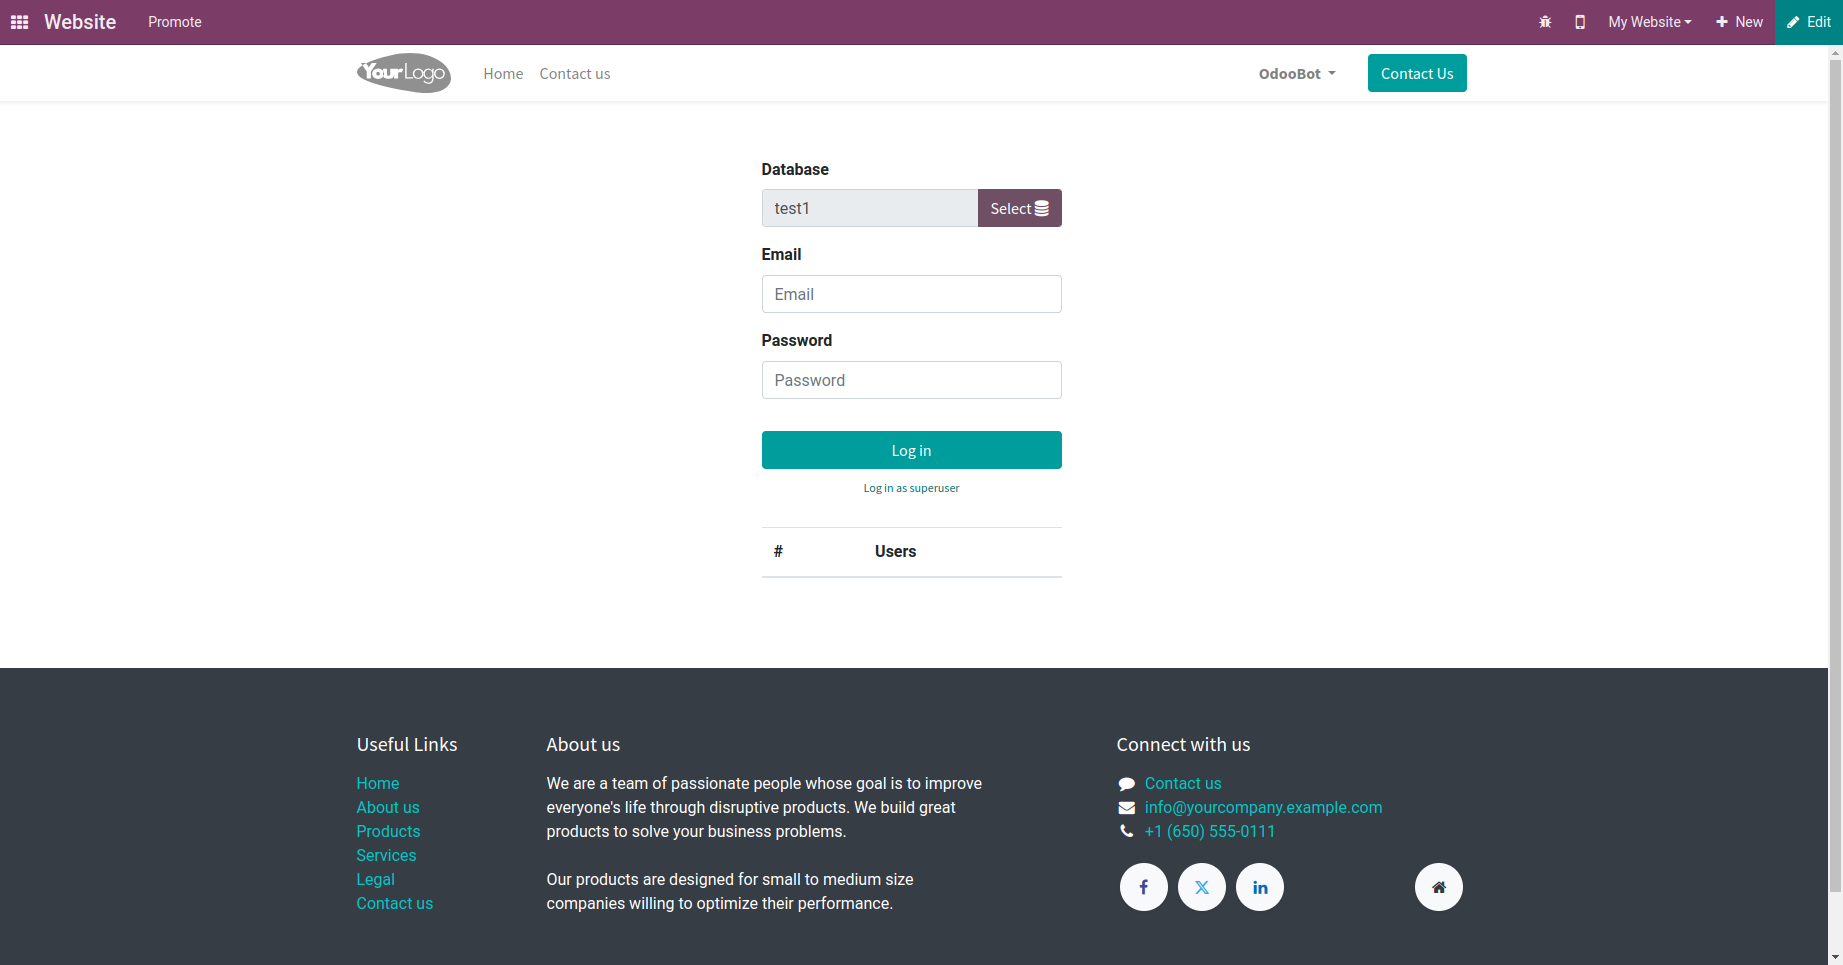 Website Promote My Website New Edit
YourLogo Home Contact us OdooBot Contact Us
Database
test1 Select
Email
Email
Password
Password
Log in
Log in as superuser
# Users
Useful Links
Home
About us
Products
Services
Legal
Contact us
About us
We are a team of passionate people whose goal is to improve
everyone's life through disruptive products. We build great
products to solve your business problems.
Our products are designed for small to medium size
companies willing to optimize their performance.
Connect with us
Contact us
info@yourcompany.example.com
+1 (650) 555-0111